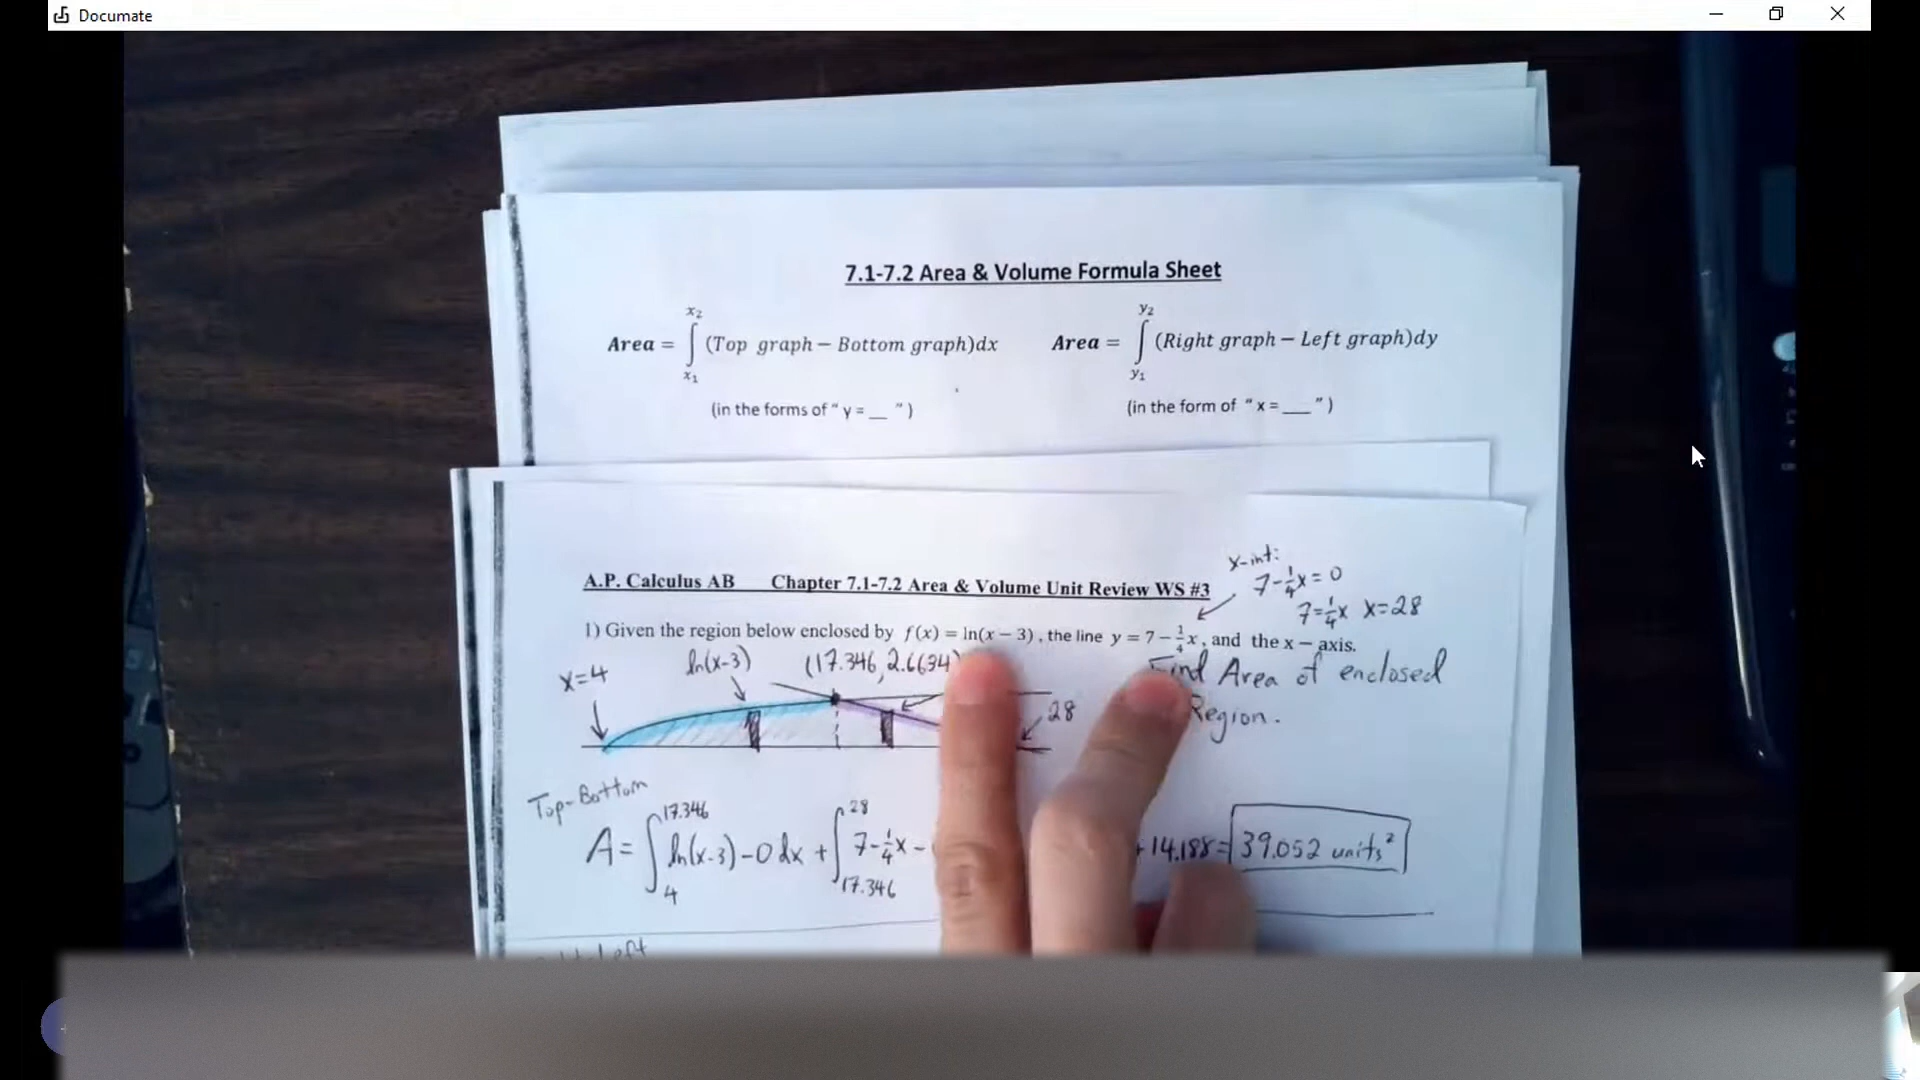 Documate
7.1-7.2 Area & Volume Formula Sheet
Area = ∫ x₁ x₂ (Top graph − Bottom graph)dx
(in the forms of " y = __ " )
Area = ∫ y₁ y₂ (Right graph − Left graph)dy
(in the form of " x = ___ " )
x-int:
7-1/4x=0
7=1/4x x=28
A.P. Calculus AB Chapter 7.1-7.2 Area & Volume Unit Review WS #3
1) Given the region below enclosed by f(x) = ln(x − 3) , the line y = 7 − 1/4x, and the x − axis.
Find Area of enclosed
Region.
x=4
ln(x-3)
(17.346, 2.6634)
28
Top-Bottom
A = ∫ 4 17.346 ln(x-3)-0 dx + ∫ 17.346 28 7-1/4x - +14.188= 39.052 units²
Left